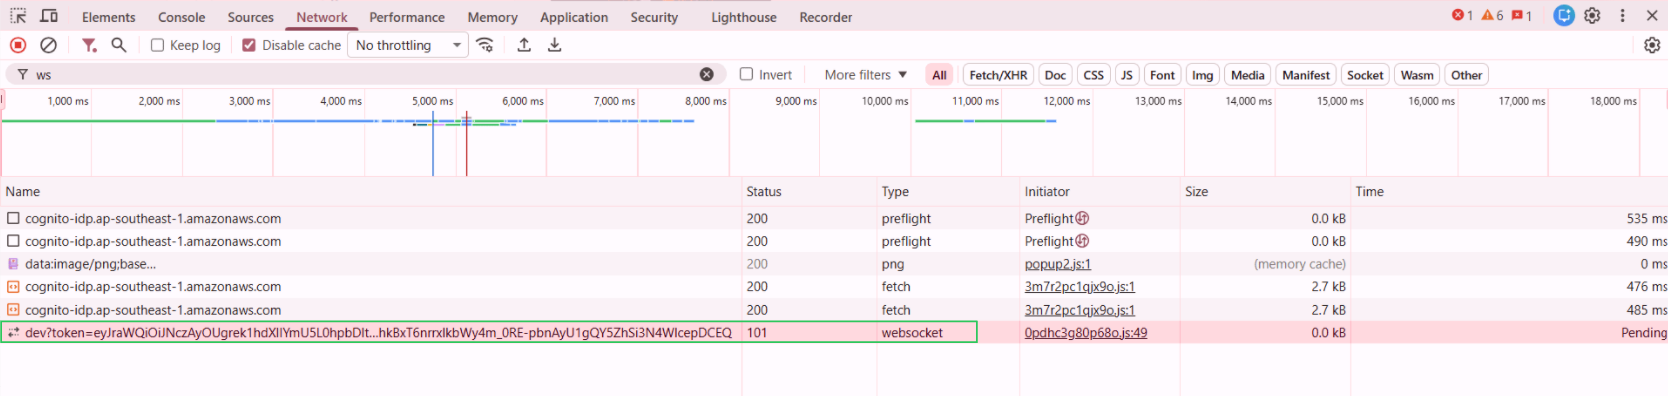 Elements Console Sources Network Performance Memory Application Security Lighthouse Recorder 1 6 1
Keep log Disable cache No throttling
ws Invert More filters All Fetch/XHR Doc CSS JS Font Img Media Manifest Socket Wasm Other
1,000 ms 2,000 ms 3,000 ms 4,000 ms 5,000 ms 6,000 ms 7,000 ms 8,000 ms 9,000 ms 10,000 ms 11,000 ms 12,000 ms 13,000 ms 14,000 ms 15,000 ms 16,000 ms 17,000 ms 18,000 ms
Name Status Type Initiator Size Time
cognito-idp.ap-southeast-1.amazonaws.com 200 preflight Preflight 0.0 kB 535 ms
cognito-idp.ap-southeast-1.amazonaws.com 200 preflight Preflight 0.0 kB 490 ms
data:image/png;base... 200 png popup2.js:1 (memory cache) 0 ms
cognito-idp.ap-southeast-1.amazonaws.com 200 fetch 3m7r2pc1qjx9o.js:1 2.7 kB 476 ms
cognito-idp.ap-southeast-1.amazonaws.com 200 fetch 3m7r2pc1qjx9o.js:1 2.7 kB 485 ms
101 websocket 0pdhc3g80p68o.js:49 0.0 kB Pending